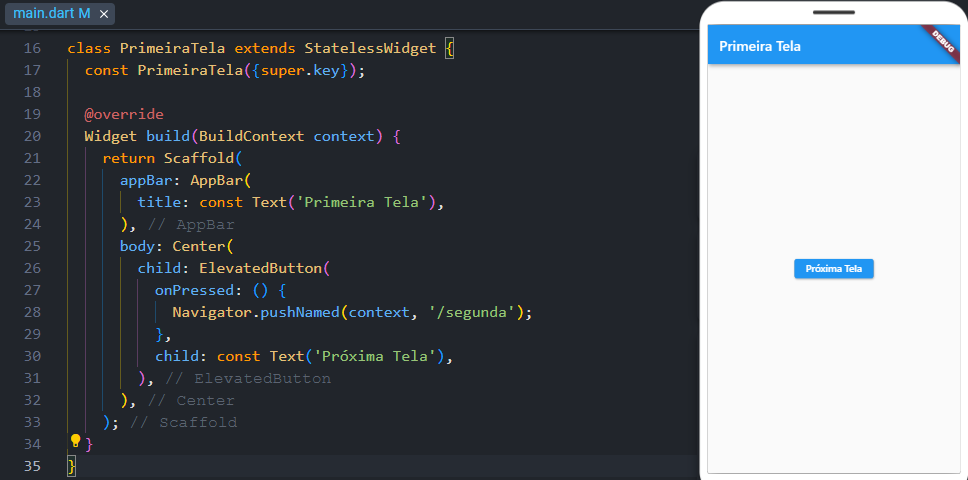 main.dart M ×
16 class PrimeiraTela extends StatelessWidget {
17   const PrimeiraTela({super.key});
18
19   @override
20   Widget build(BuildContext context) {
21     return Scaffold(
22       appBar: AppBar(
23         title: const Text('Primeira Tela'),
24       ), // AppBar
25       body: Center(
26         child: ElevatedButton(
27           onPressed: () {
28             Navigator.pushNamed(context, '/segunda');
29           },
30           child: const Text('Próxima Tela'),
31         ), // ElevatedButton
32       ), // Center
33     ); // Scaffold
34   }
35 }
Primeira Tela
DEBUG
Próxima Tela